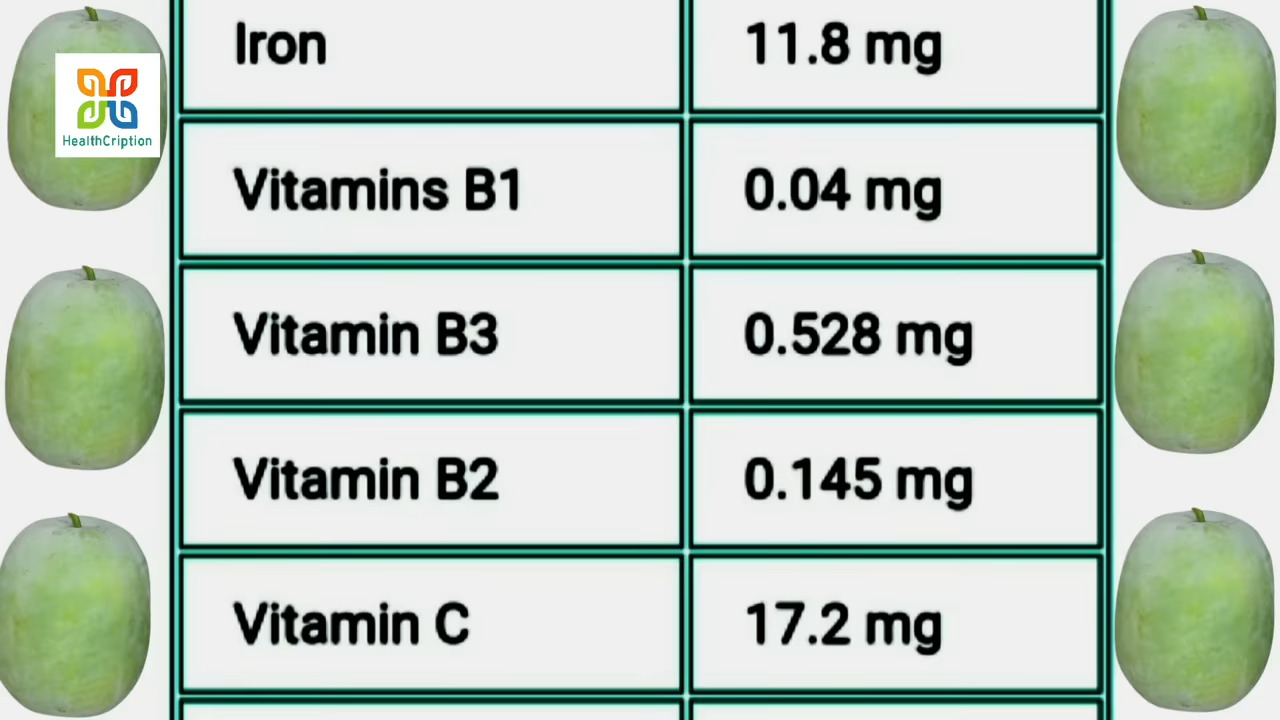 Iron 11.8 mg
HealthCription
Vitamins B1 0.04 mg
Vitamin B3 0.528 mg
Vitamin B2 0.145 mg
Vitamin C 17.2 mg